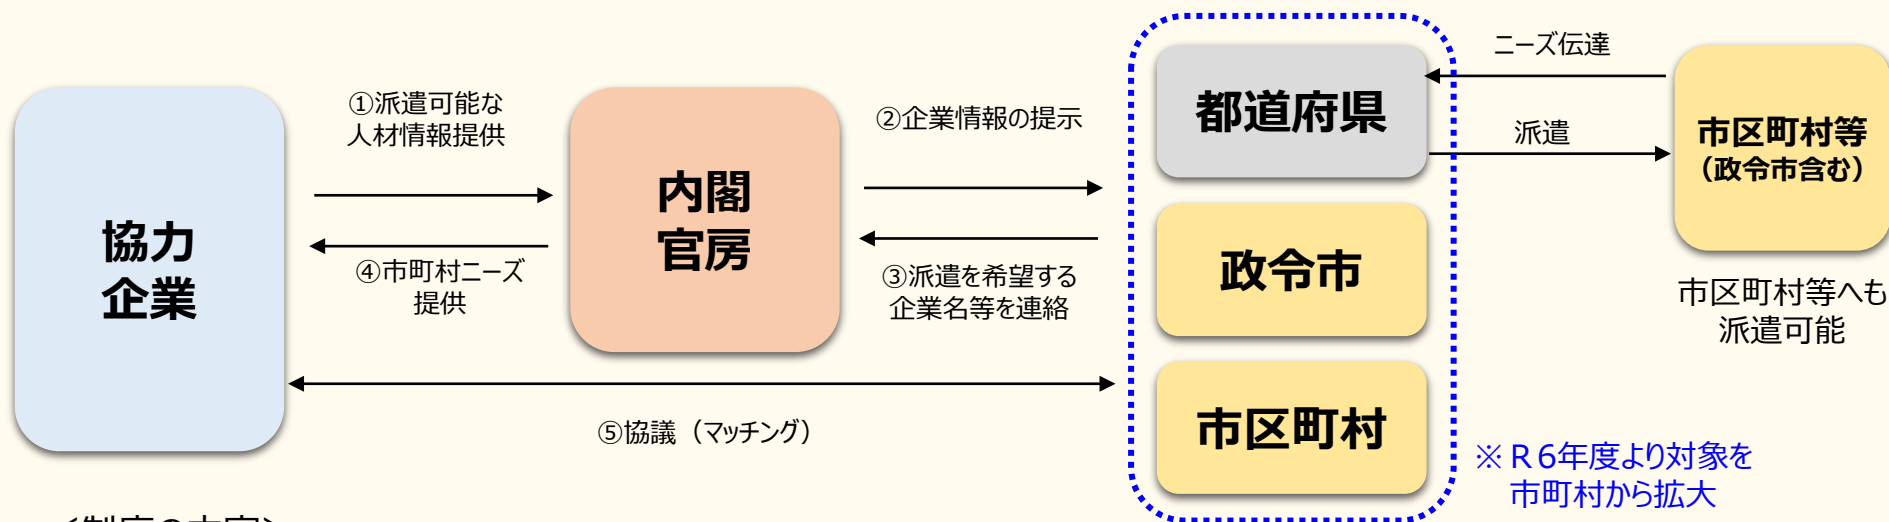 協力
企業
①派遣可能な
人材情報提供
④市町村ニーズ
提供
内閣
官房
②企業情報の提示
③派遣を希望する
企業名等を連絡
⑤協議（マッチング）
都道府県
政令市
市区町村
ニーズ伝達
派遣
市区町村等
（政令市含む）
市区町村等へも
派遣可能
※Ｒ6年度より対象を
市町村から拡大